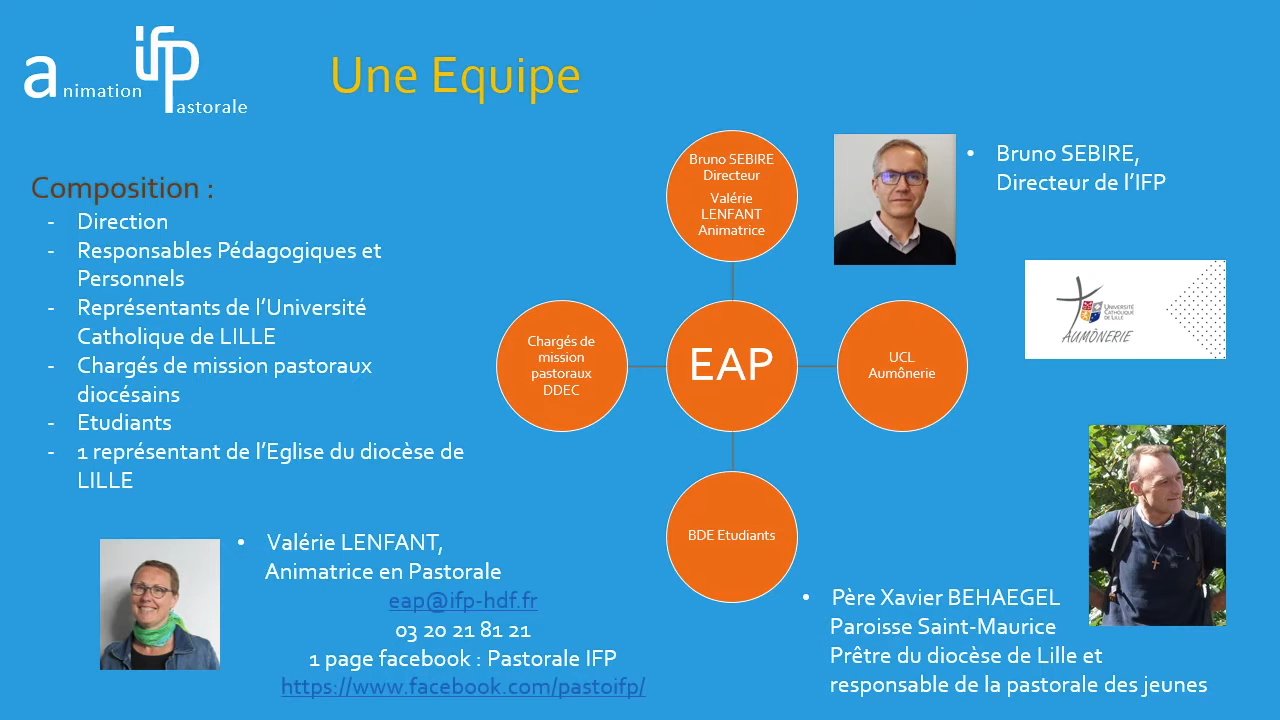 animation
ifp
Pastorale
Une Equipe
Composition :
- Direction
- Responsables Pédagogiques et
Personnels
- Représentants de l’Université
Catholique de LILLE
- Chargés de mission pastoraux
diocésains
- Etudiants
- 1 représentant de l’Eglise du diocèse de
LILLE
Bruno SEBIRE
Directeur
Valérie
LENFANT
Animatrice
Chargés de
mission
pastoraux
DDEC
EAP
UCL
Aumônerie
BDE Etudiants
• Bruno SEBIRE,
Directeur de l’IFP
UNIVERSITÉ
CATHOLIQUE
DE LILLE
AUMÔNERIE
• Valérie LENFANT,
Animatrice en Pastorale
eap@ifp-hdf.fr
03 20 21 81 21
1 page facebook : Pastorale IFP
https://www.facebook.com/pastoifp/
• Père Xavier BEHAEGEL
Paroisse Saint-Maurice
Prêtre du diocèse de Lille et
responsable de la pastorale des jeunes